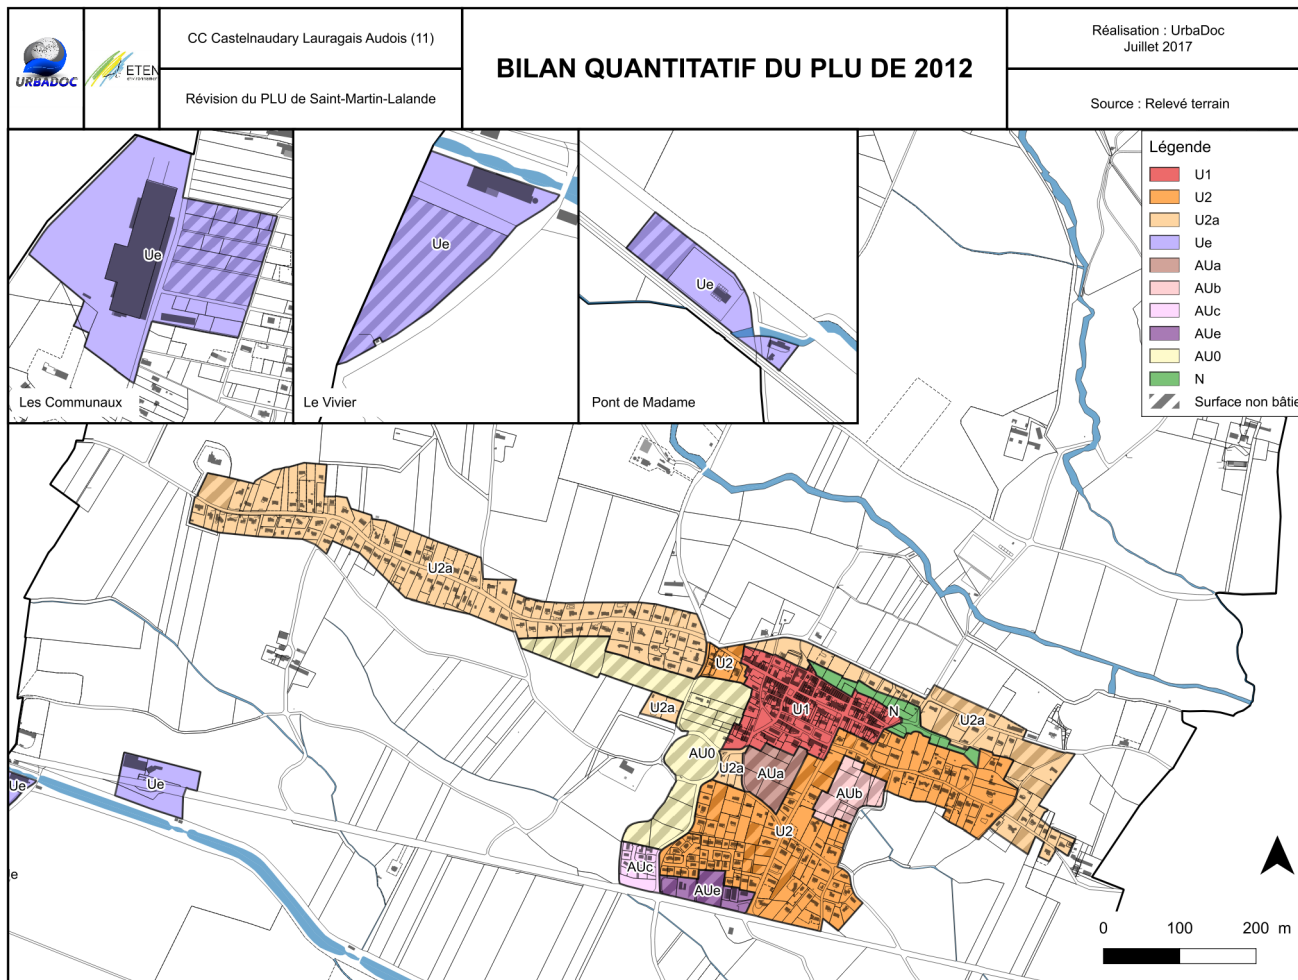 URBADOC
ETEN
CC Castelnaudary Lauragais Audois (11)
Révision du PLU de Saint-Martin-Lalande
BILAN QUANTITATIF DU PLU DE 2012
Réalisation : UrbaDoc
Juillet 2017
Source : Relevé terrain
Ue
Les Communaux
Ue
Le Vivier
Ue
Pont de Madame
Légende
U1
U2
U2a
Ue
AUa
AUb
AUc
AUe
AU0
N
Surface non bâtie
U2a
U2
U2a
U1
N
U2a
AU0
U2a
AUa
AUb
U2
AUc
AUe
Ue
Ue
e
0 100 200 m